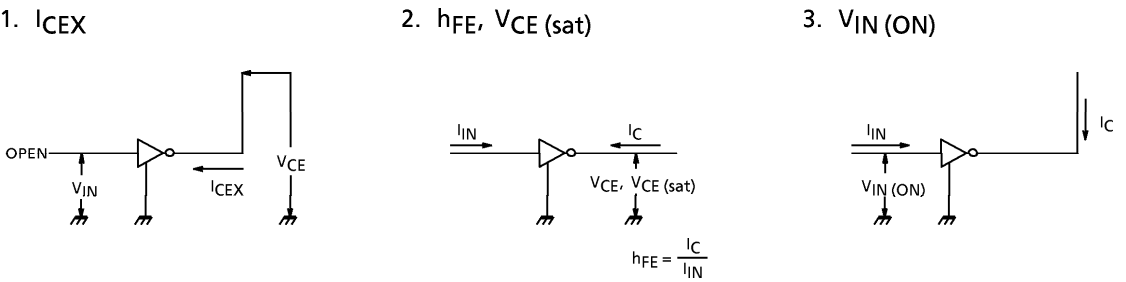 1. ICEX
OPEN
VIN
ICEX
VCE
2. hFE, VCE (sat)
IIN
IC
VCE, VCE (sat)
hFE = IC / IIN
3. VIN (ON)
IIN
IC
VIN (ON)